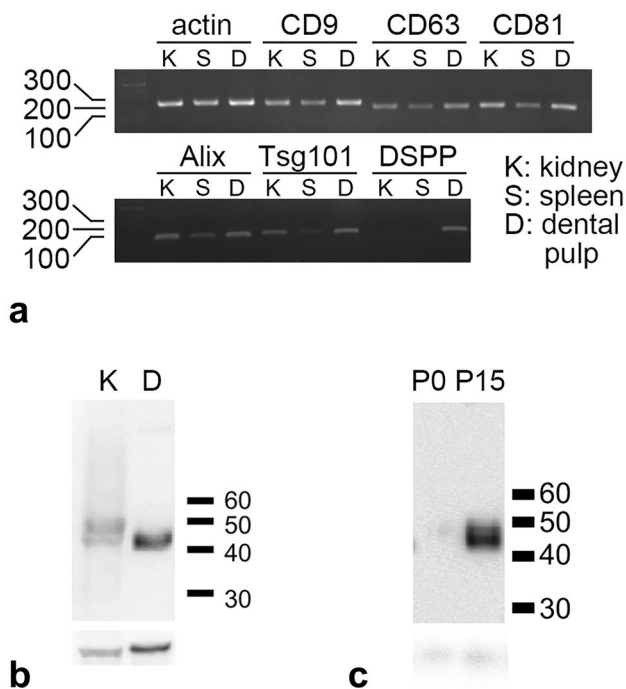 actin CD9 CD63 CD81
K S D K S D K S D K S D
300
200
100
Alix Tsg101 DSPP
K S D K S D K S D
300
200
100
K: kidney
S: spleen
D: dental
pulp
a
K D
60
50
40
30
b
P0 P15
60
50
40
30
c